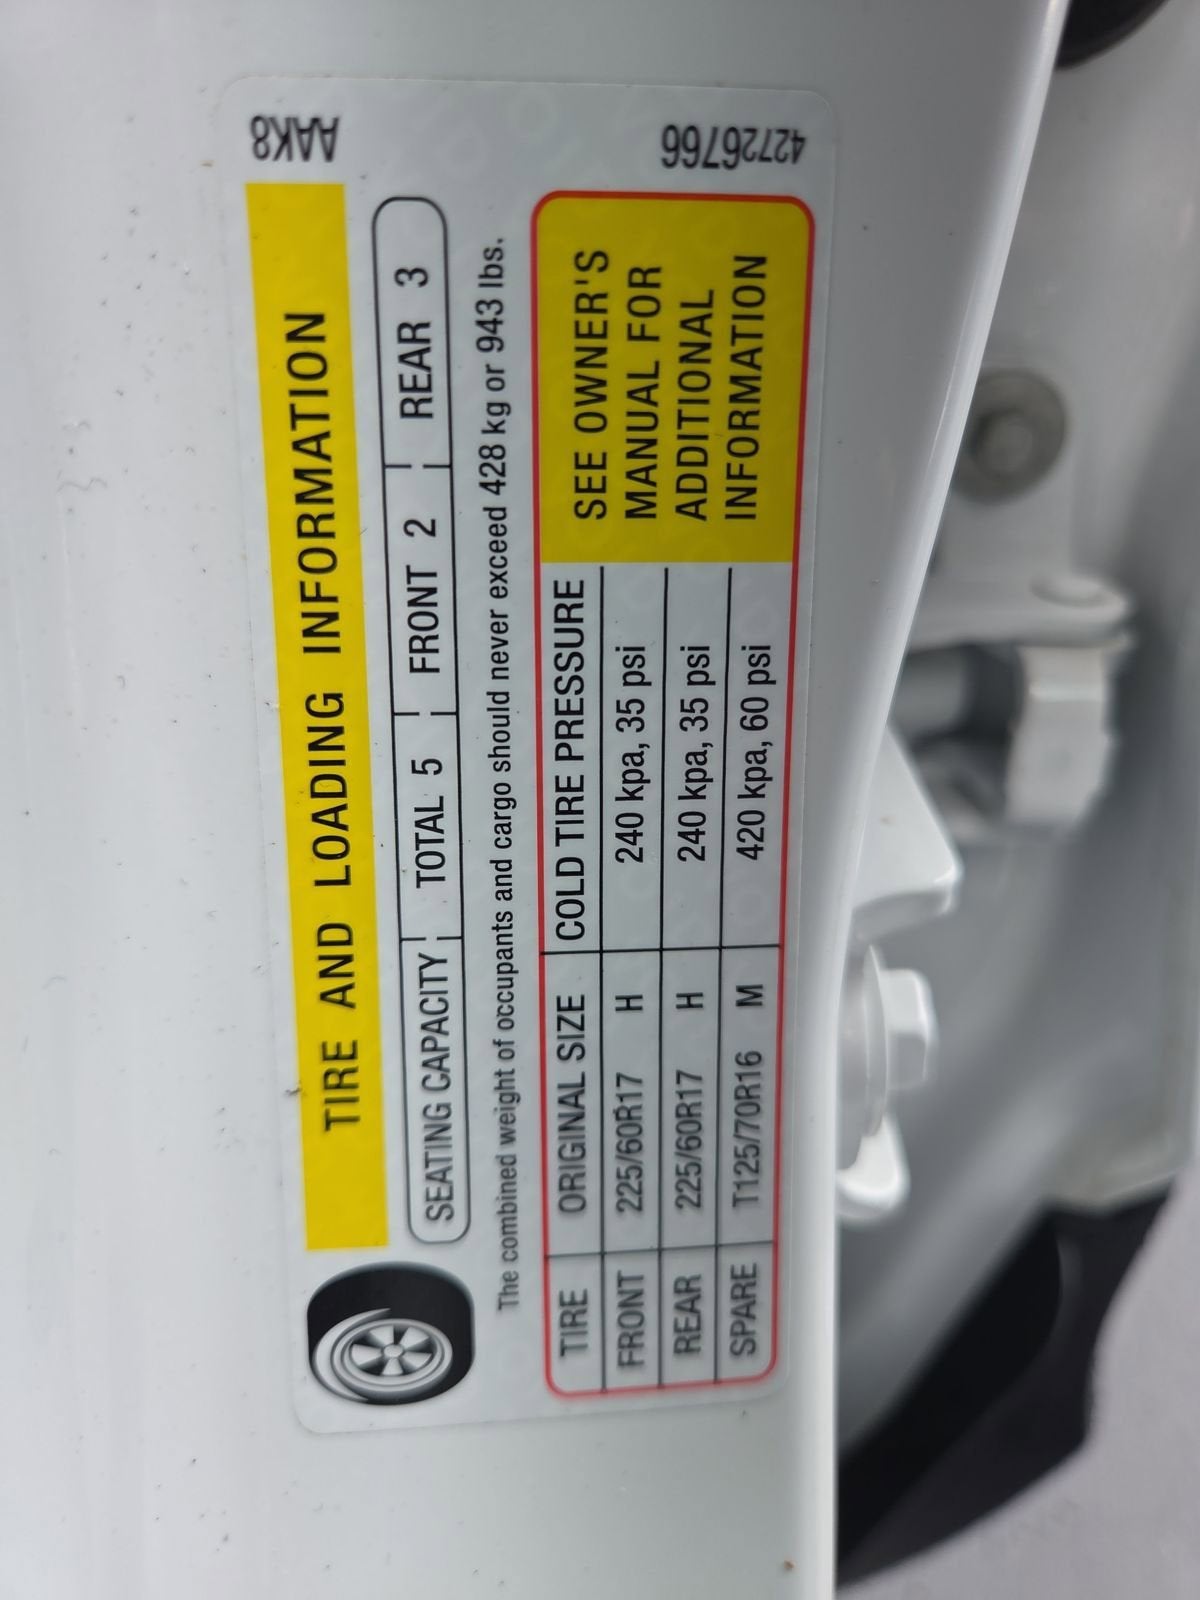 TIRE AND LOADING INFORMATION
SEATING CAPACITY TOTAL 5 FRONT 2 REAR 3
The combined weight of occupants and cargo should never exceed 428 kg or 943 lbs.
TIRE ORIGINAL SIZE COLD TIRE PRESSURE
FRONT 225/60R17 H 240 kpa, 35 psi
REAR 225/60R17 H 240 kpa, 35 psi
SPARE T125/70R16 M 420 kpa, 60 psi
SEE OWNER'S
MANUAL FOR
ADDITIONAL
INFORMATION
AAK8
42726766